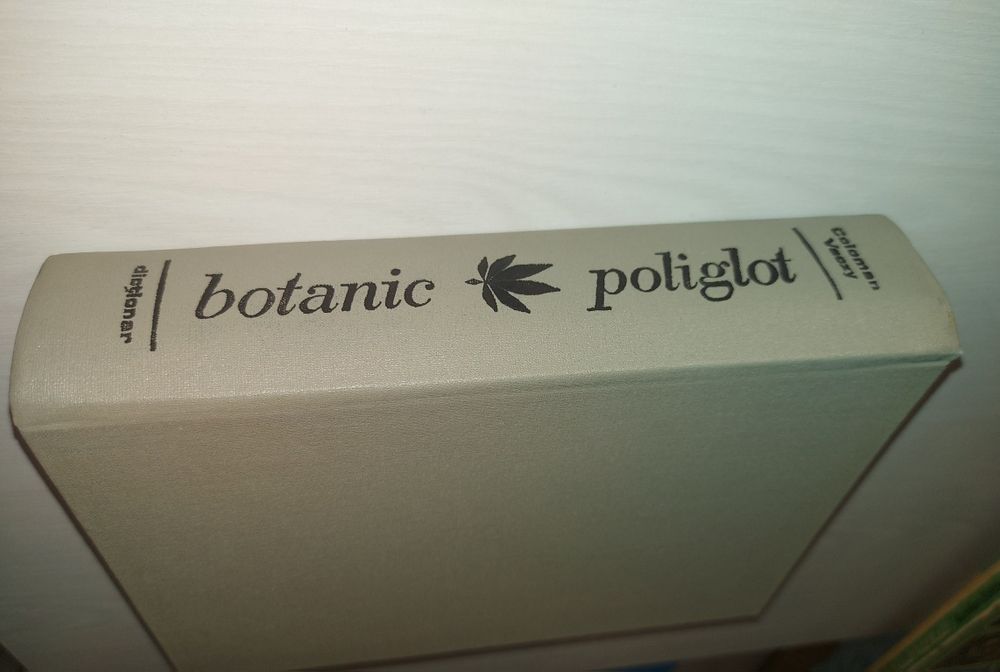 dicționar
botanic
poliglot
Coloman
Vaczy